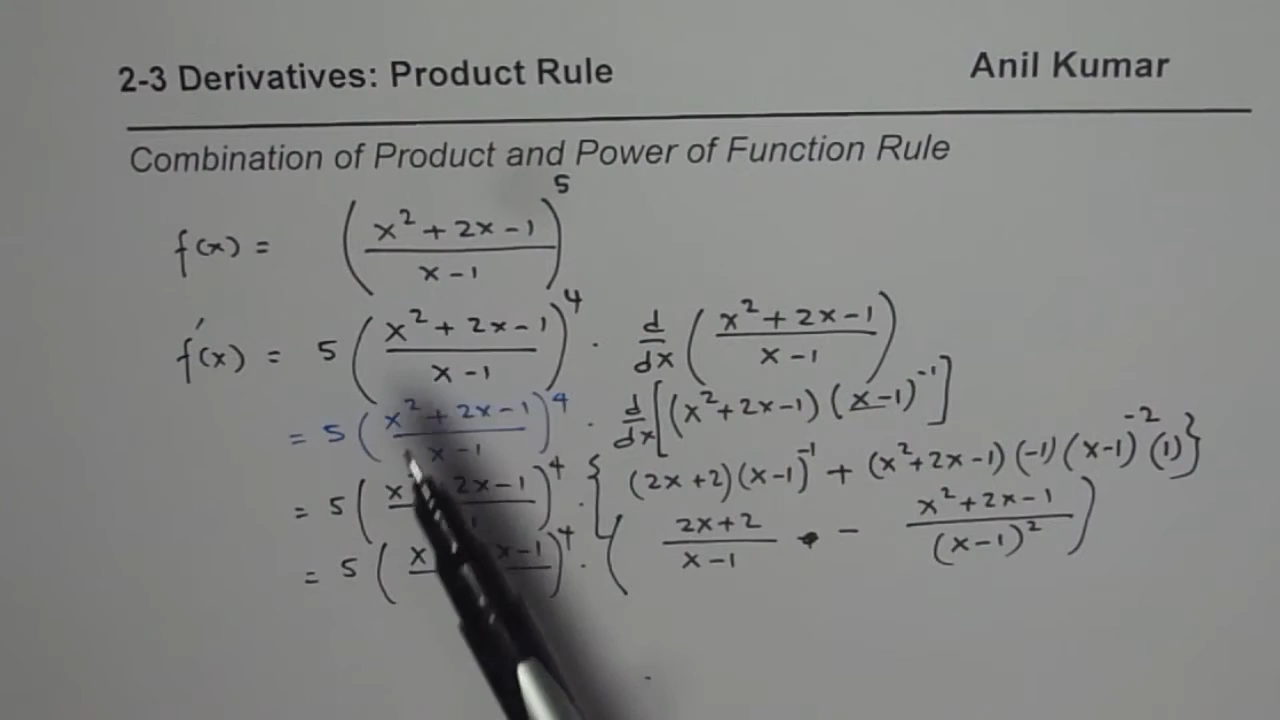 2-3 Derivatives: Product Rule Anil Kumar
Combination of Product and Power of Function Rule
f(x) = ( (x² + 2x - 1) / (x - 1) )⁵
f'(x) = 5 ( (x² + 2x - 1) / (x - 1) )⁴ · d/dx ( (x² + 2x - 1) / (x - 1) )
= 5 ( (x² + 2x - 1) / (x - 1) )⁴ · d/dx [(x² + 2x - 1) (x - 1)⁻¹]
= 5 ( x² 2x - 1 / 1 )⁴ · { (2x + 2)(x - 1)⁻¹ + (x² + 2x - 1)(-1)(x - 1)⁻²(1) }
= 5 ( x x - 1 )⁴ · ( (2x + 2) / (x - 1) - (x² + 2x - 1) / (x - 1)² )